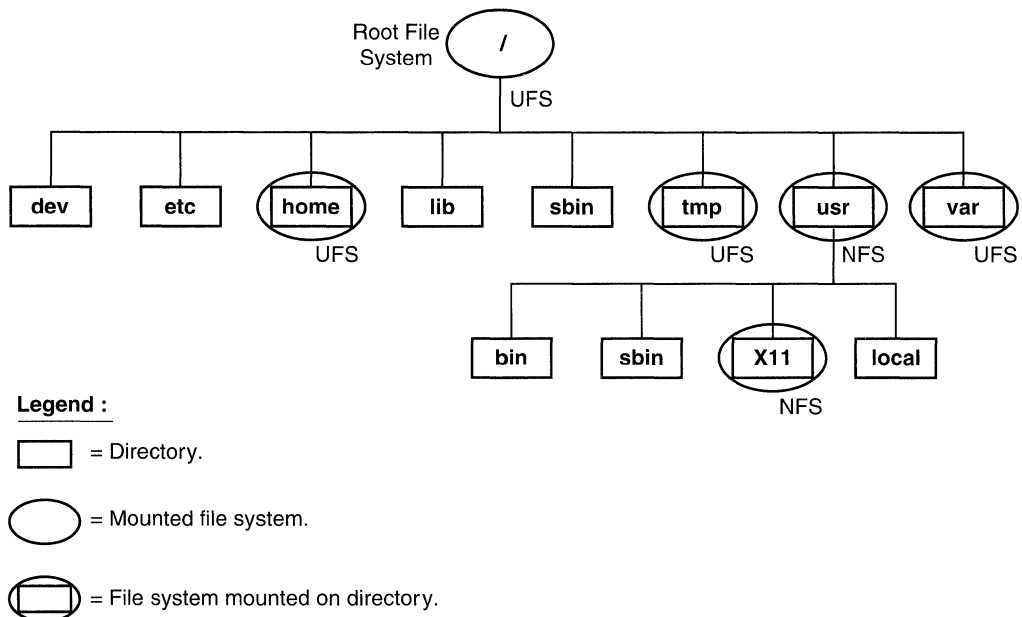 Root File
System
/
UFS
dev
etc
home
lib
sbin
tmp
usr
var
UFS
UFS
NFS
UFS
bin
sbin
X11
local
NFS
Legend :
= Directory.
= Mounted file system.
= File system mounted on directory.